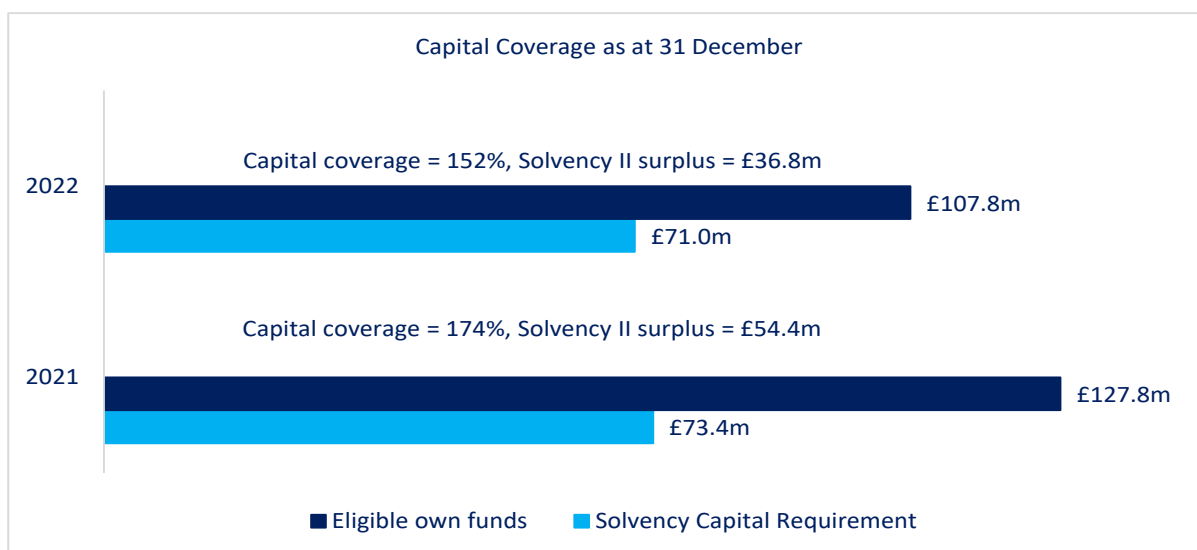 Capital Coverage as at 31 December
Capital coverage = 152%, Solvency II surplus = £36.8m
2022
£107.8m
£71.0m
Capital coverage = 174%, Solvency II surplus = £54.4m
2021
£127.8m
£73.4m
Eligible own funds Solvency Capital Requirement